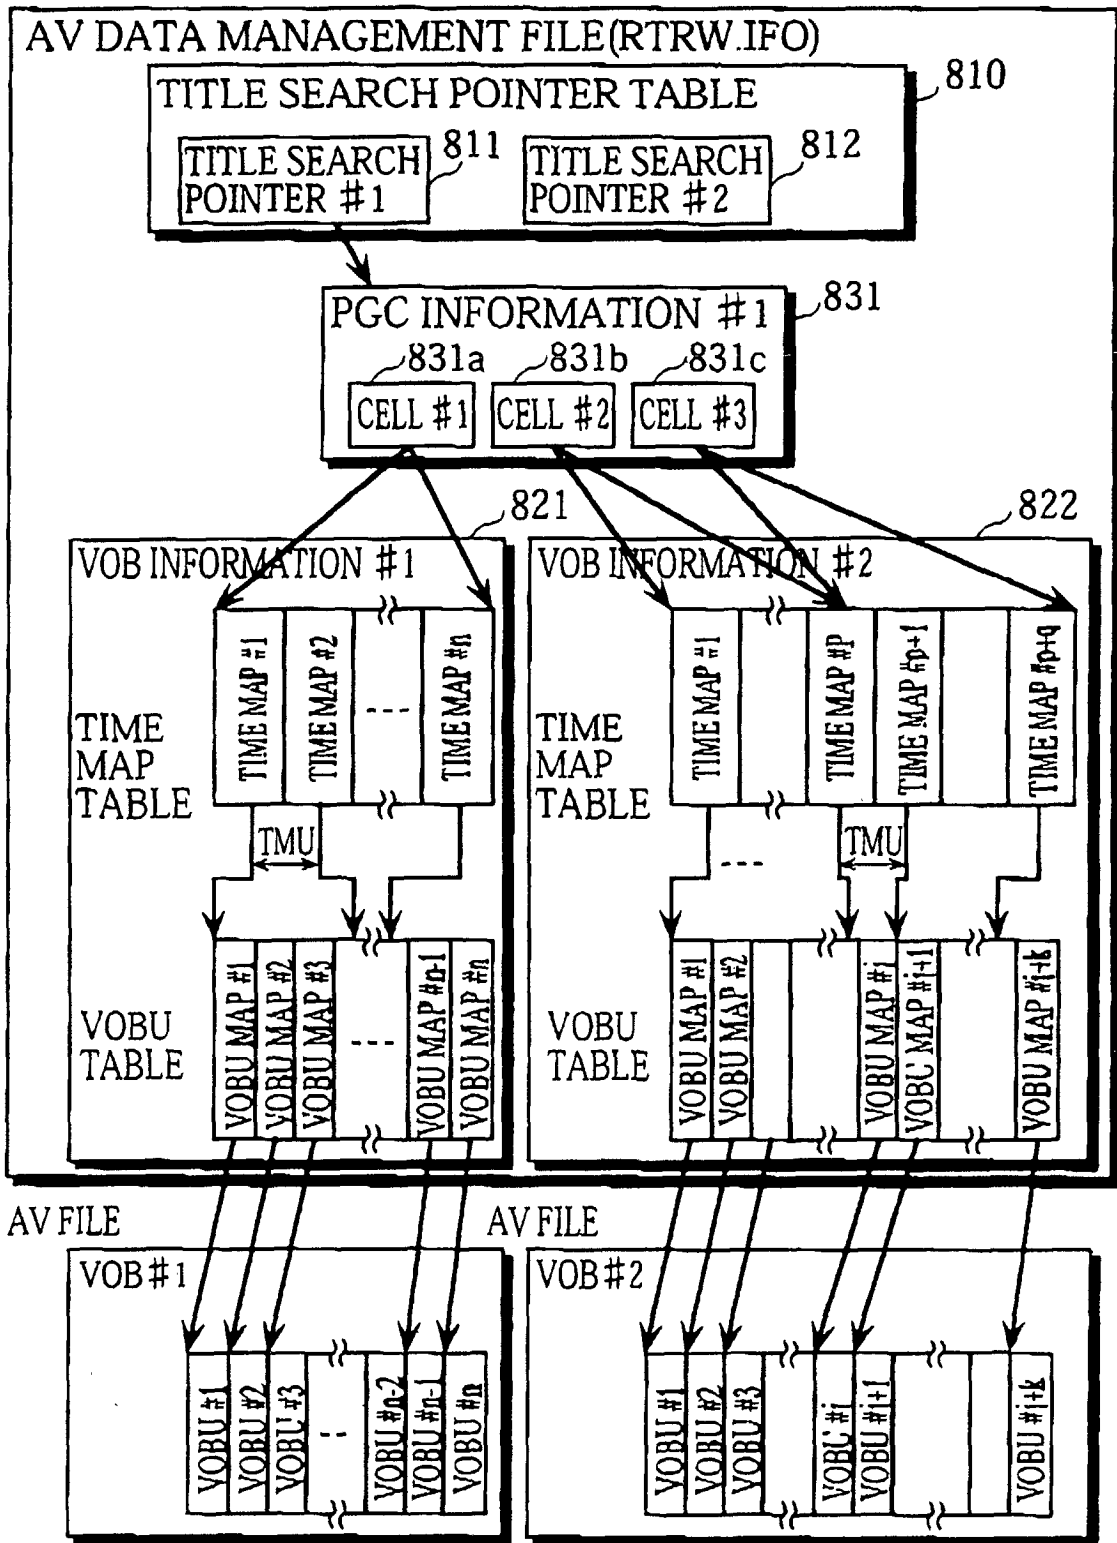 AV DATA MANAGEMENT FILE(RTRW.IFO)
TITLE SEARCH POINTER TABLE
810
TITLE SEARCH
POINTER #1
811
TITLE SEARCH
POINTER #2
812
PGC INFORMATION #1
831
831a
831b
831c
CELL #1
CELL #2
CELL #3
821
822
VOB INFORMATION #1
VOB INFORMATION #2
TIME
MAP
TABLE
TIME MAP #1
TIME MAP #2
----
TIME MAP #n
TIME
MAP
TABLE
TIME MAP #1
TIME MAP #p
TIME MAP #p+1
TIME MAP #p+q
TMU
---
TMU
VOBU
TABLE
VOBU MAP #1
VOBU MAP #2
VOBU MAP #3
----
VOBU MAP #n-1
VOBU MAP #n
VOBU
TABLE
VOBU MAP #1
VOBU MAP #2
VOBU MAP #i
VOBU MAP #i+1
VOBU MAP #i+k
AV FILE
AV FILE
VOB#1
VOB#2
VOBU #1
VOBU #2
VOBU #3
--
VOBU #n-2
VOBU #n-1
VOBU #n
VOBU #1
VOBU #2
VOBU #3
VOBU #i
VOBU #i+1
VOBU #i+k